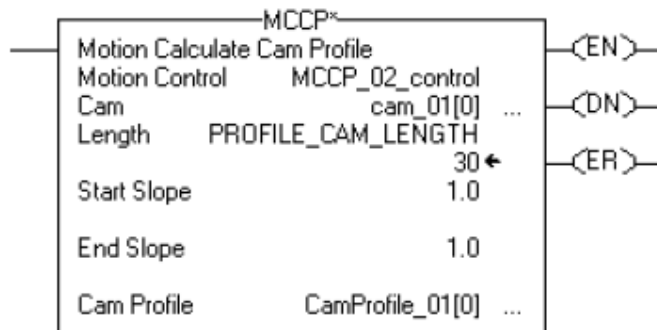 MCCP*
Motion Calculate Cam Profile
Motion Control MCCP_02_control
Cam cam_01[0] ...
Length PROFILE_CAM_LENGTH
30 ←
Start Slope 1.0
End Slope 1.0
Cam Profile CamProfile_01[0] ...
EN
DN
ER